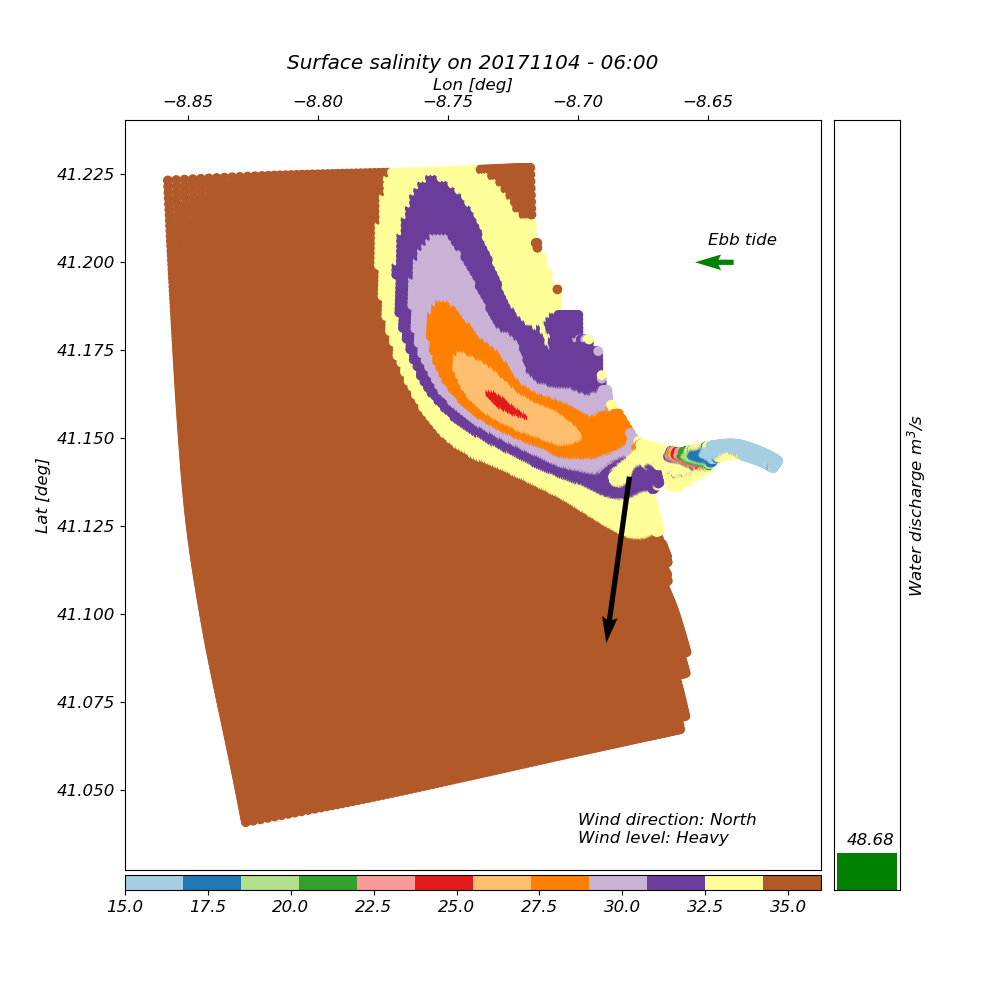 Surface salinity on 20171104 - 06:00
Lon [deg]
−8.85 −8.80 −8.75 −8.70 −8.65
41.225
41.200
41.175
41.150
41.125
41.100
41.075
41.050
Lat [deg]
Ebb tide
Wind direction: North
Wind level: Heavy
15.0 17.5 20.0 22.5 25.0 27.5 30.0 32.5 35.0
48.68
Water discharge m³/s